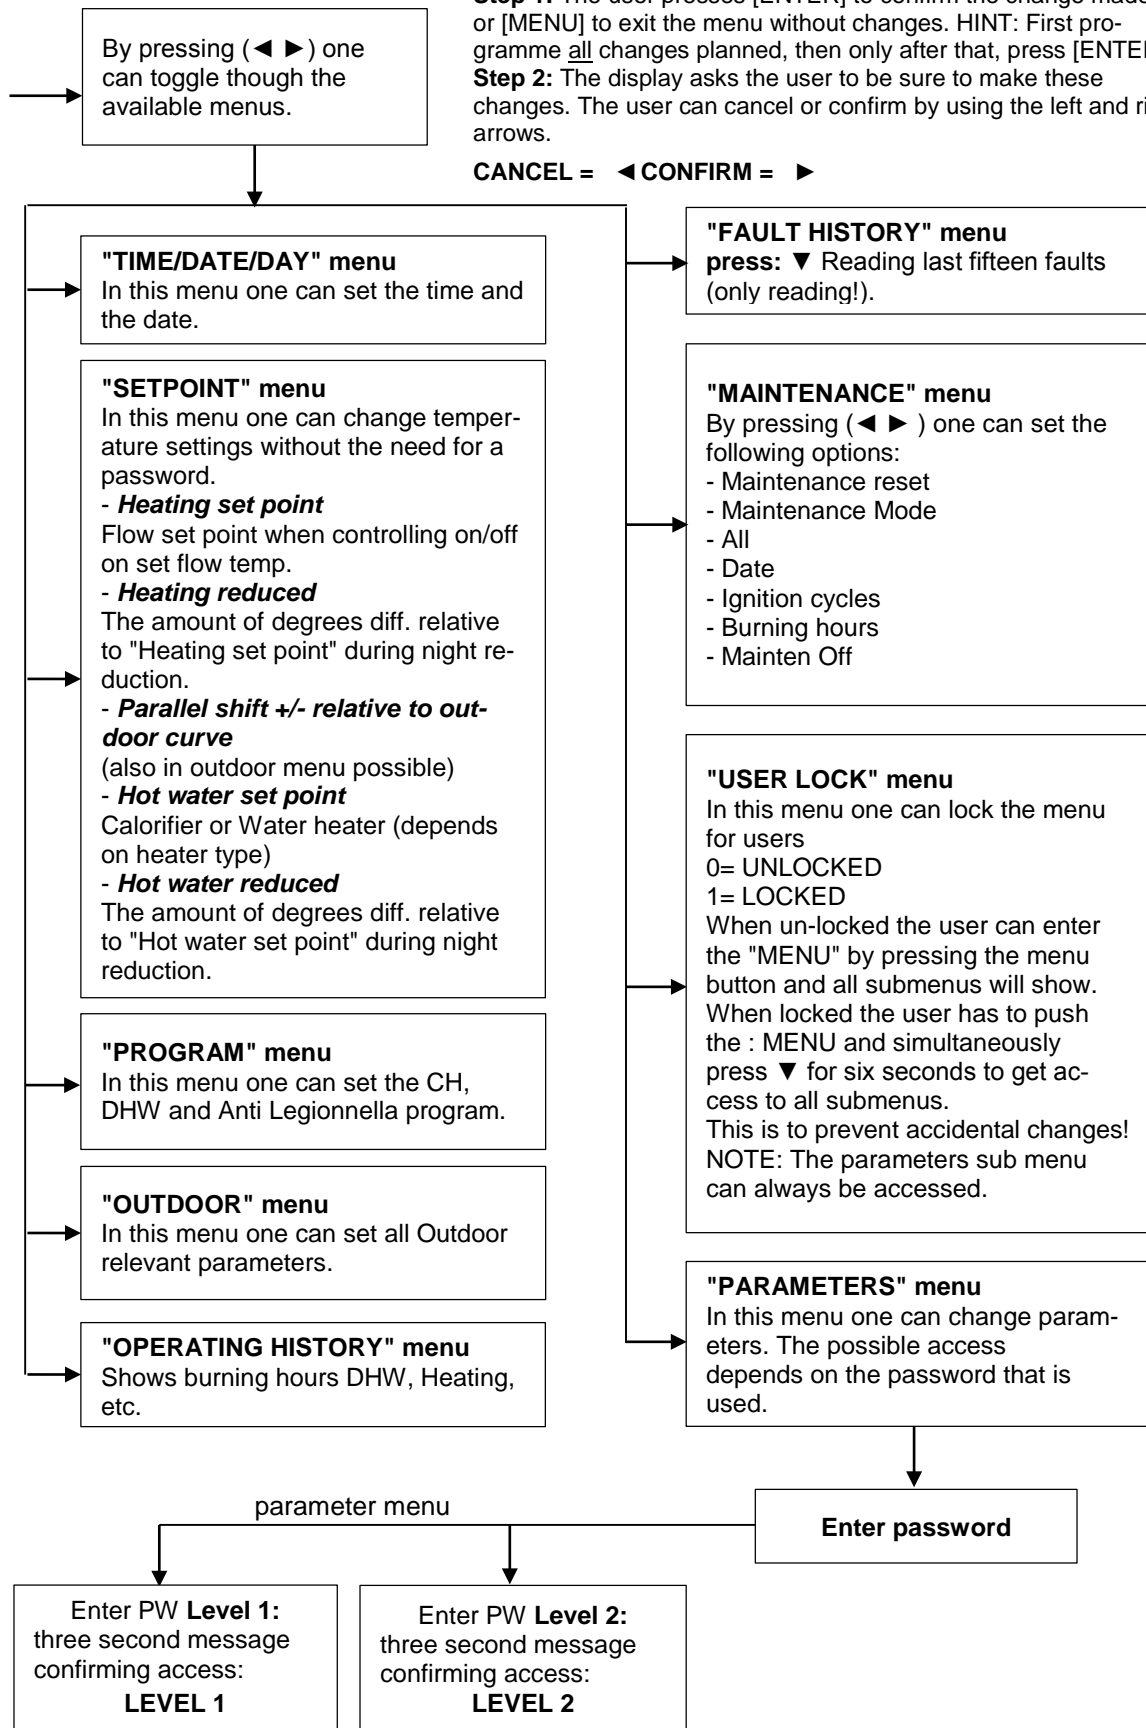 By pressing (◄ ►) one
can toggle though the
available menus.
Step 1: The user presses [ENTER] to confirm the change made
or [MENU] to exit the menu without changes. HINT: First pro-
gramme all changes planned, then only after that, press [ENTER
Step 2: The display asks the user to be sure to make these
changes. The user can cancel or confirm by using the left and ri
arrows.
CANCEL = ◄ CONFIRM = ►
"TIME/DATE/DAY" menu
In this menu one can set the time and
the date.
"SETPOINT" menu
In this menu one can change temper-
ature settings without the need for a
password.
- Heating set point
Flow set point when controlling on/off
on set flow temp.
- Heating reduced
The amount of degrees diff. relative
to "Heating set point" during night re-
duction.
- Parallel shift +/- relative to out-
door curve
(also in outdoor menu possible)
- Hot water set point
Calorifier or Water heater (depends
on heater type)
- Hot water reduced
The amount of degrees diff. relative
to "Hot water set point" during night
reduction.
"PROGRAM" menu
In this menu one can set the CH,
DHW and Anti Legionnella program.
"OUTDOOR" menu
In this menu one can set all Outdoor
relevant parameters.
"OPERATING HISTORY" menu
Shows burning hours DHW, Heating,
etc.
"FAULT HISTORY" menu
press: ▼ Reading last fifteen faults
(only reading!).
"MAINTENANCE" menu
By pressing (◄ ► ) one can set the
following options:
- Maintenance reset
- Maintenance Mode
- All
- Date
- Ignition cycles
- Burning hours
- Mainten Off
"USER LOCK" menu
In this menu one can lock the menu
for users
0= UNLOCKED
1= LOCKED
When un-locked the user can enter
the "MENU" by pressing the menu
button and all submenus will show.
When locked the user has to push
the : MENU and simultaneously
press ▼ for six seconds to get ac-
cess to all submenus.
This is to prevent accidental changes!
NOTE: The parameters sub menu
can always be accessed.
"PARAMETERS" menu
In this menu one can change param-
eters. The possible access
depends on the password that is
used.
parameter menu
Enter password
Enter PW Level 1:
three second message
confirming access:
LEVEL 1
Enter PW Level 2:
three second message
confirming access:
LEVEL 2